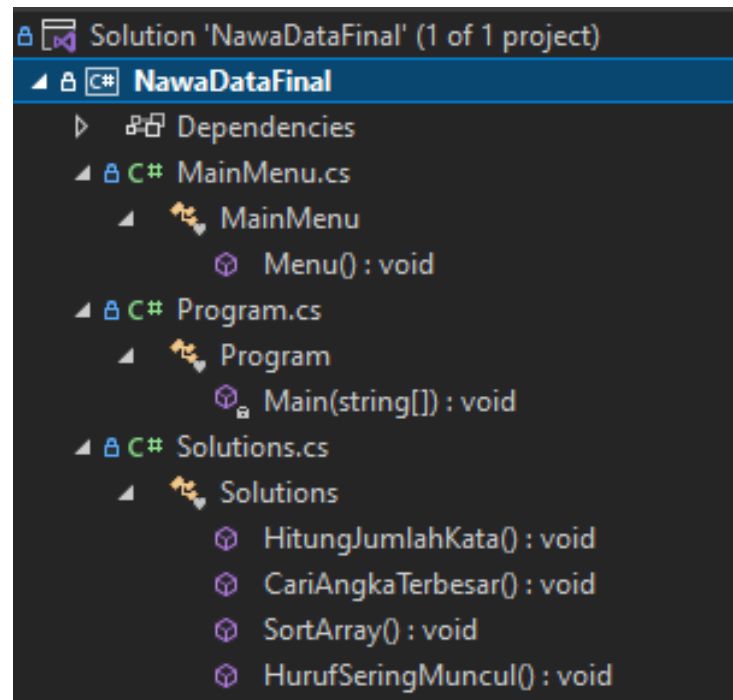 Solution 'NawaDataFinal' (1 of 1 project)
C# NawaDataFinal
Dependencies
C# MainMenu.cs
MainMenu
Menu() : void
C# Program.cs
Program
Main(string[]) : void
C# Solutions.cs
Solutions
HitungJumlahKata() : void
CariAngkaTerbesar() : void
SortArray() : void
HurufSeringMuncul() : void